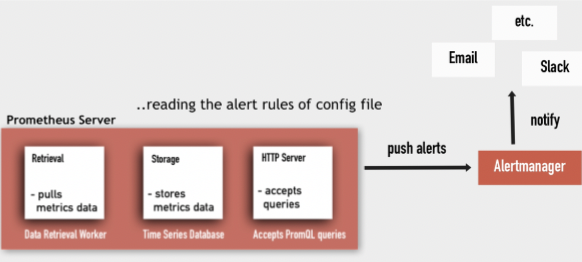 etc.
Email
Slack
..reading the alert rules of config file
notify
Prometheus Server
push alerts
Alertmanager
Retrieval
- pulls
metrics data
Data Retrieval Worker
Storage
- stores
metrics data
Time Series Database
HTTP Server
- accepts
queries
Accepts PromQL queries